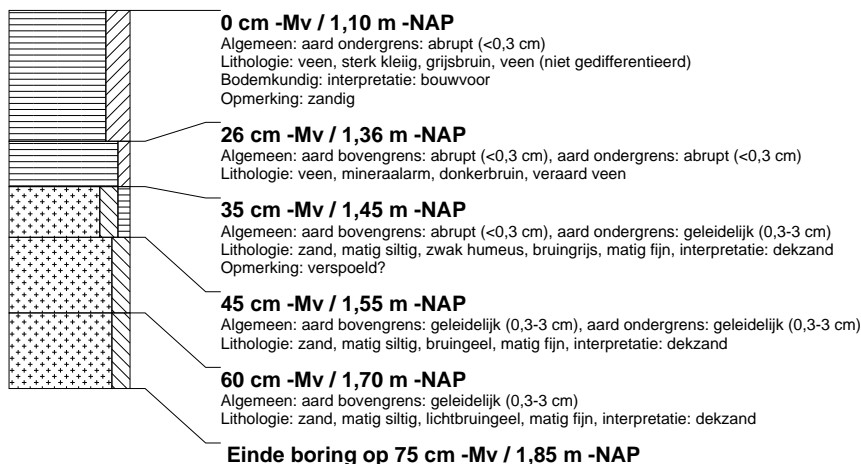 0 cm -Mv / 1,10 m -NAP
Algemeen: aard ondergrens: abrupt (<0,3 cm)
Lithologie: veen, sterk kleiig, grijsbruin, veen (niet gedifferentieerd)
Bodemkundig: interpretatie: bouwvoor
Opmerking: zandig
26 cm -Mv / 1,36 m -NAP
Algemeen: aard bovengrens: abrupt (<0,3 cm), aard ondergrens: abrupt (<0,3 cm)
Lithologie: veen, mineraalarm, donkerbruin, veraard veen
35 cm -Mv / 1,45 m -NAP
Algemeen: aard bovengrens: abrupt (<0,3 cm), aard ondergrens: geleidelijk (0,3-3 cm)
Lithologie: zand, matig siltig, zwak humeus, bruingrijs, matig fijn, interpretatie: dekzand
Opmerking: verspoeld?
45 cm -Mv / 1,55 m -NAP
Algemeen: aard bovengrens: geleidelijk (0,3-3 cm), aard ondergrens: geleidelijk (0,3-3 cm)
Lithologie: zand, matig siltig, bruingeel, matig fijn, interpretatie: dekzand
60 cm -Mv / 1,70 m -NAP
Algemeen: aard bovengrens: geleidelijk (0,3-3 cm)
Lithologie: zand, matig siltig, lichtbruingeel, matig fijn, interpretatie: dekzand
Einde boring op 75 cm -Mv / 1,85 m -NAP